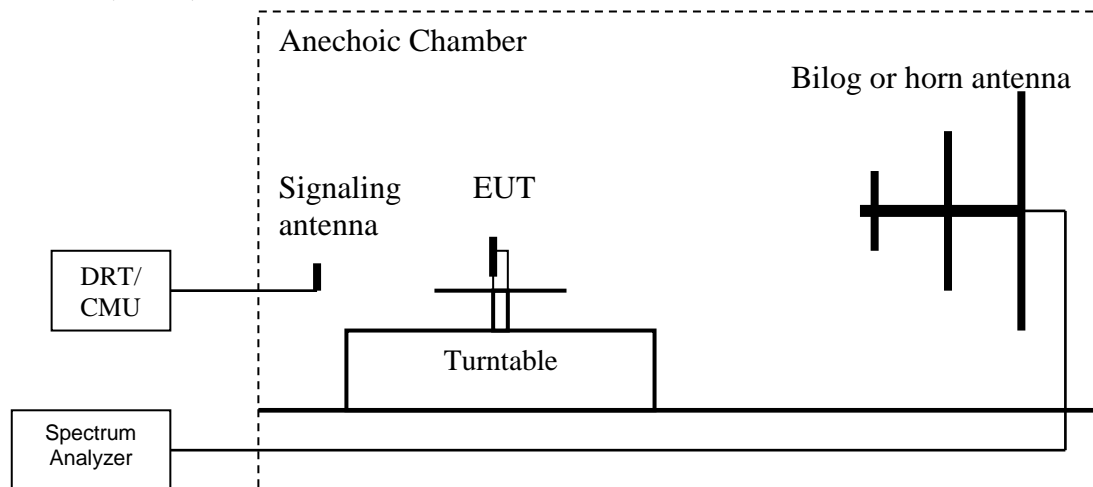 Anechoic Chamber
Bilog or horn antenna
Signaling
antenna
EUT
DRT/
CMU
Turntable
Spectrum
Analyzer